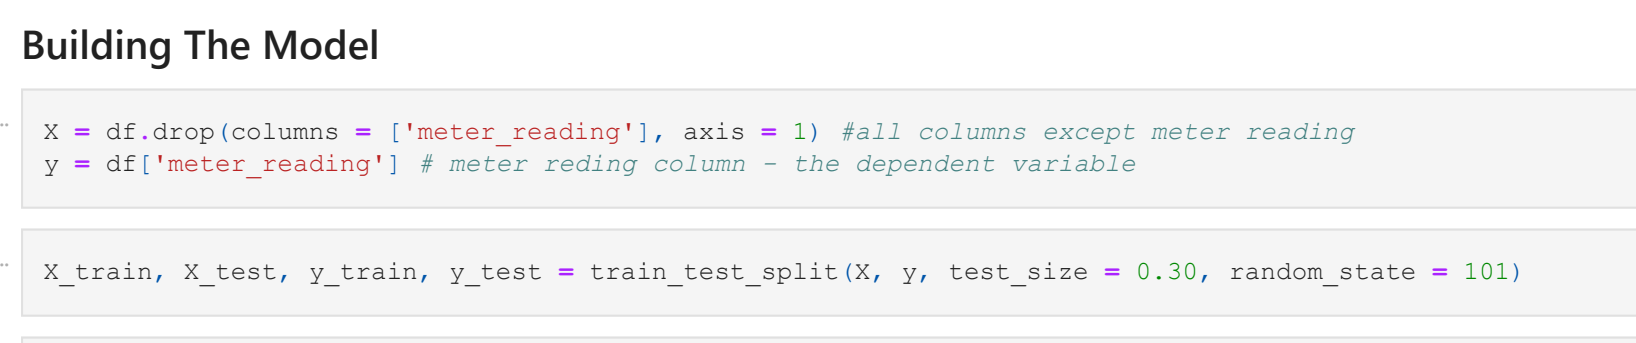 Building The Model
X = df.drop(columns = ['meter_reading'], axis = 1) #all columns except meter reading
y = df['meter_reading'] # meter reding column - the dependent variable
X_train, X_test, y_train, y_test = train_test_split(X, y, test_size = 0.30, random_state = 101)